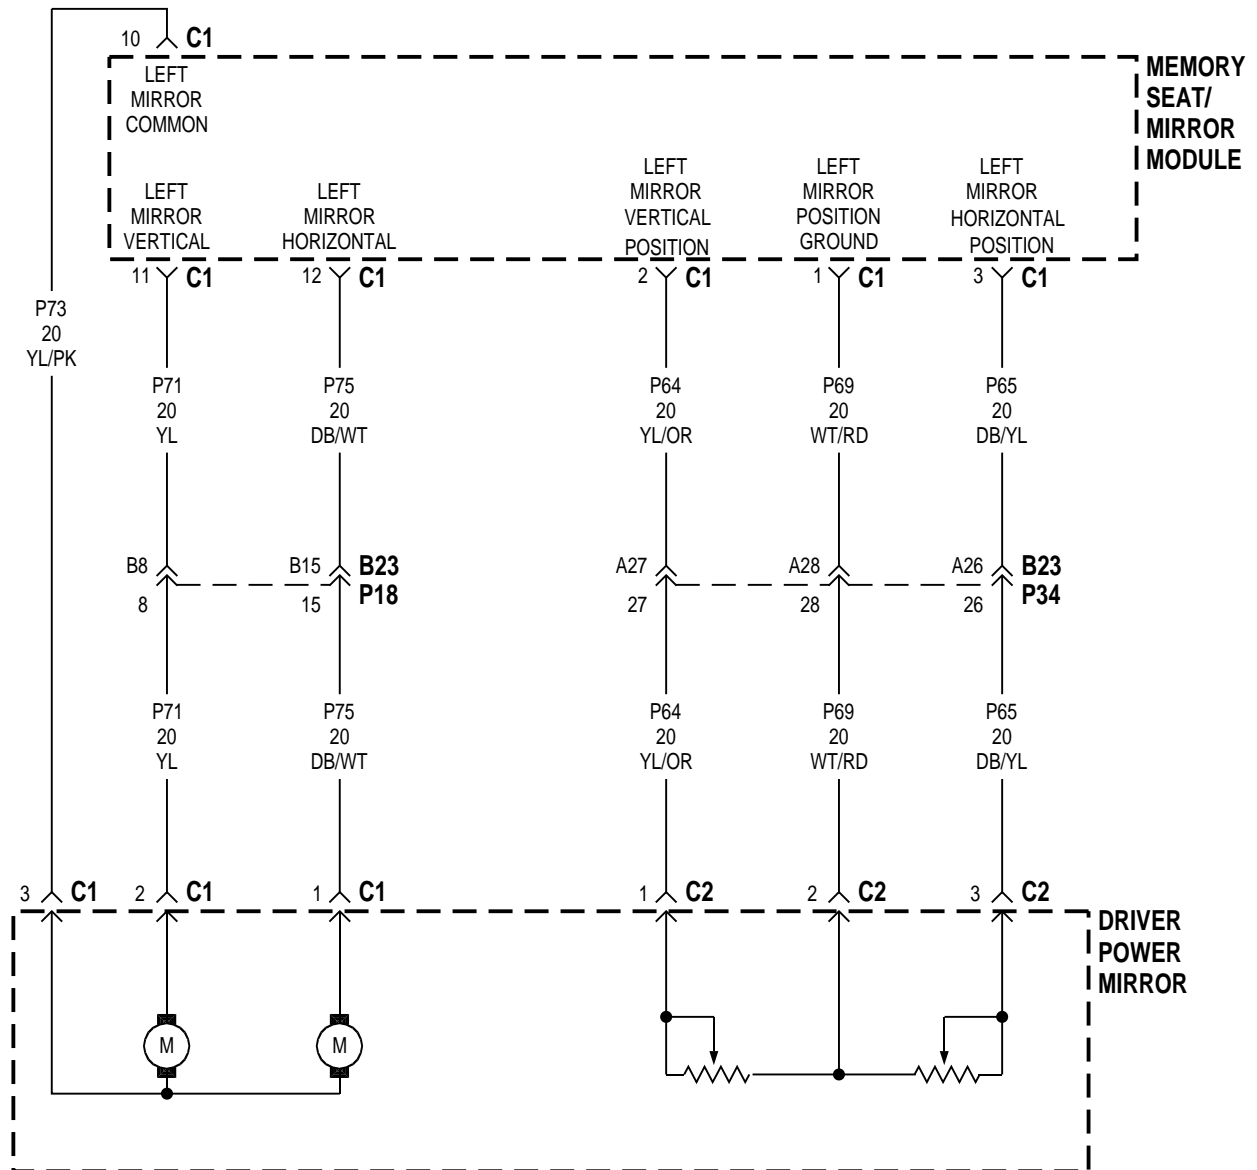 10 C1
LEFT
MIRROR
COMMON
MEMORY
SEAT/
MIRROR
MODULE
LEFT
MIRROR
VERTICAL
LEFT
MIRROR
HORIZONTAL
LEFT
MIRROR
VERTICAL
POSITION
LEFT
MIRROR
POSITION
GROUND
LEFT
MIRROR
HORIZONTAL
POSITION
11 C1
12 C1
2 C1
1 C1
3 C1
P73
20
YL/PK
P71
20
YL
P75
20
DB/WT
P64
20
YL/OR
P69
20
WT/RD
P65
20
DB/YL
B8
8
B15 B23
15 P18
A27
27
A28
28
A26 B23
26 P34
P71
20
YL
P75
20
DB/WT
P64
20
YL/OR
P69
20
WT/RD
P65
20
DB/YL
3 C1
2 C1
1 C1
1 C2
2 C2
3 C2
DRIVER
POWER
MIRROR
M
M